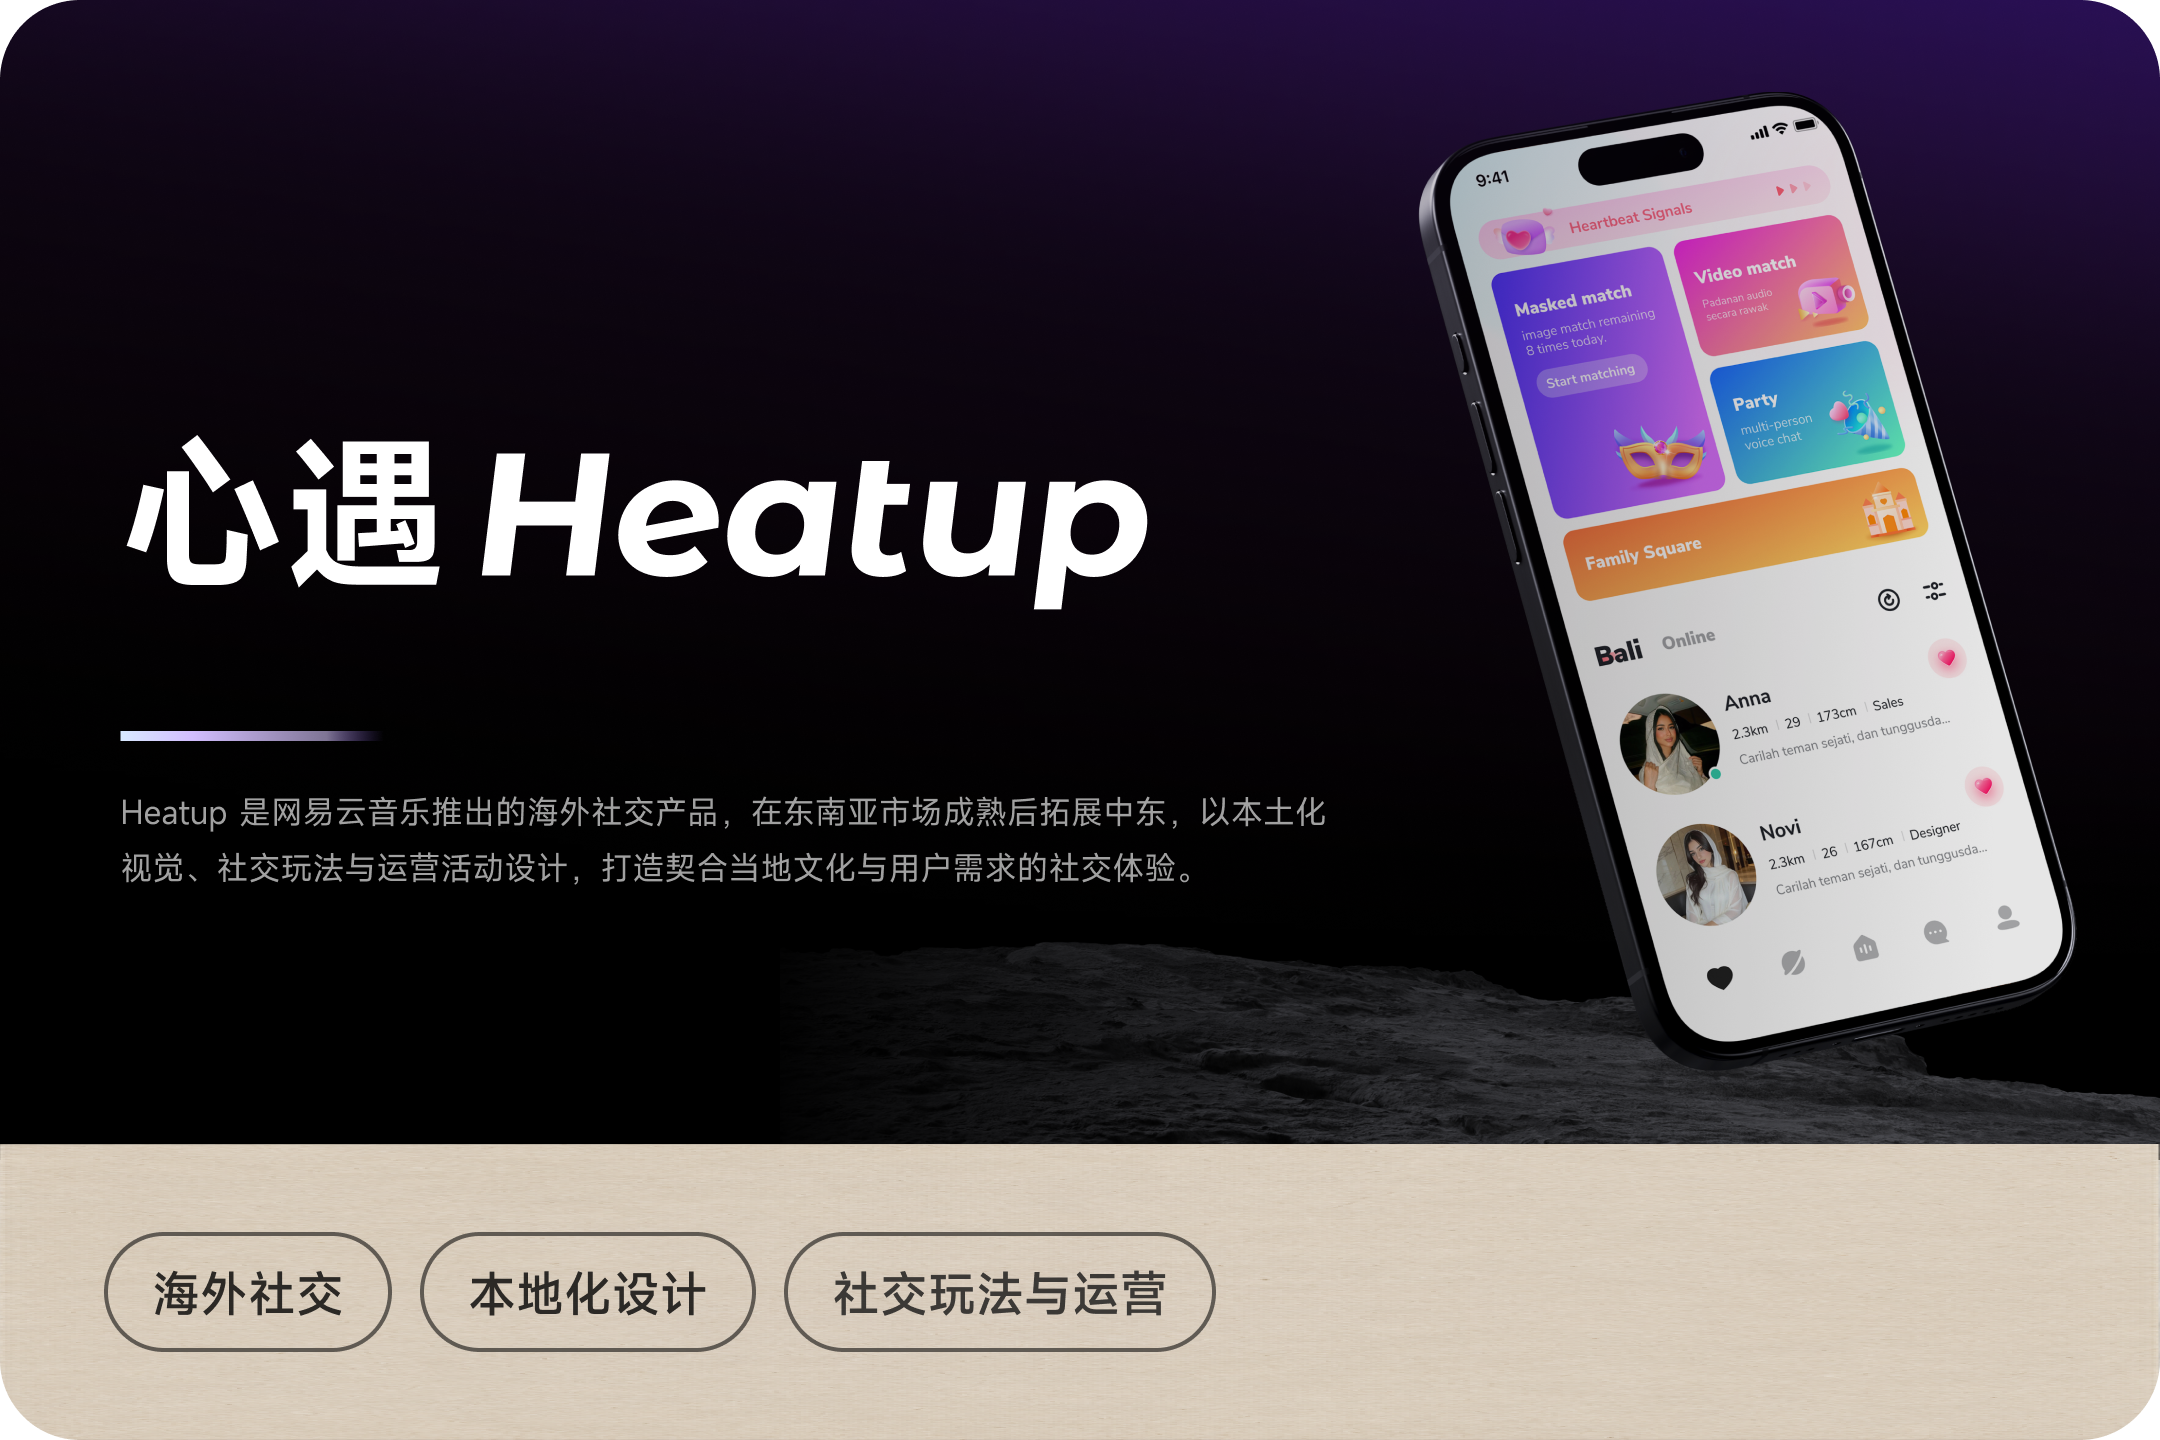 心遇 Heatup
Heatup 是网易云音乐推出的海外社交产品，在东南亚市场成熟后拓展中东，以本土化
视觉、社交玩法与运营活动设计，打造契合当地文化与用户需求的社交体验。
9:41
Heartbeat Signals
Masked match
image match remaining
8 times today.
Start matching
Video match
Padanan audio
secara rawak
Party
multi-person
voice chat
Family Square
Bali Online
Anna
2.3km 29 173cm Sales
Carilah teman sejati, dan tunggusda...
Novi
2.3km 26 167cm Designer
Carilah teman sejati, dan tunggusda...
海外社交 本地化设计 社交玩法与运营